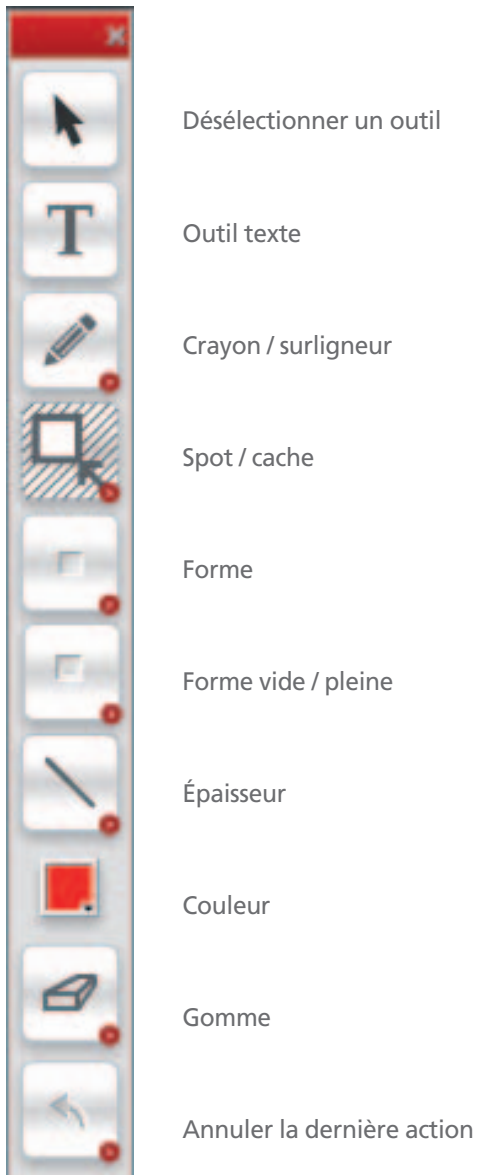 Désélectionner un outil
T
Outil texte
Crayon / surligneur
Spot / cache
Forme
Forme vide / pleine
Épaisseur
Couleur
Gomme
Annuler la dernière action